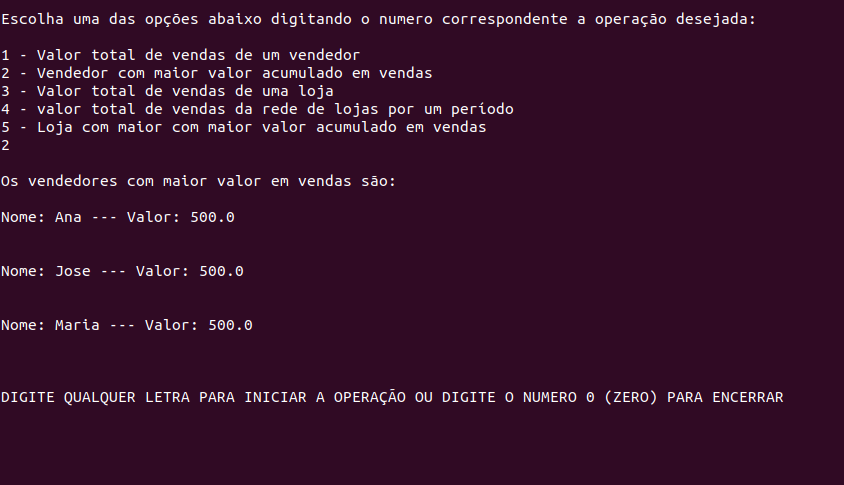 Escolha uma das opções abaixo digitando o numero correspondente a operação desejada:
1 - Valor total de vendas de um vendedor
2 - Vendedor com maior valor acumulado em vendas
3 - Valor total de vendas de uma loja
4 - valor total de vendas da rede de lojas por um período
5 - Loja com maior com maior valor acumulado em vendas
2
Os vendedores com maior valor em vendas são:
Nome: Ana --- Valor: 500.0
Nome: Jose --- Valor: 500.0
Nome: Maria --- Valor: 500.0
DIGITE QUALQUER LETRA PARA INICIAR A OPERAÇÃO OU DIGITE O NUMERO 0 (ZERO) PARA ENCERRAR